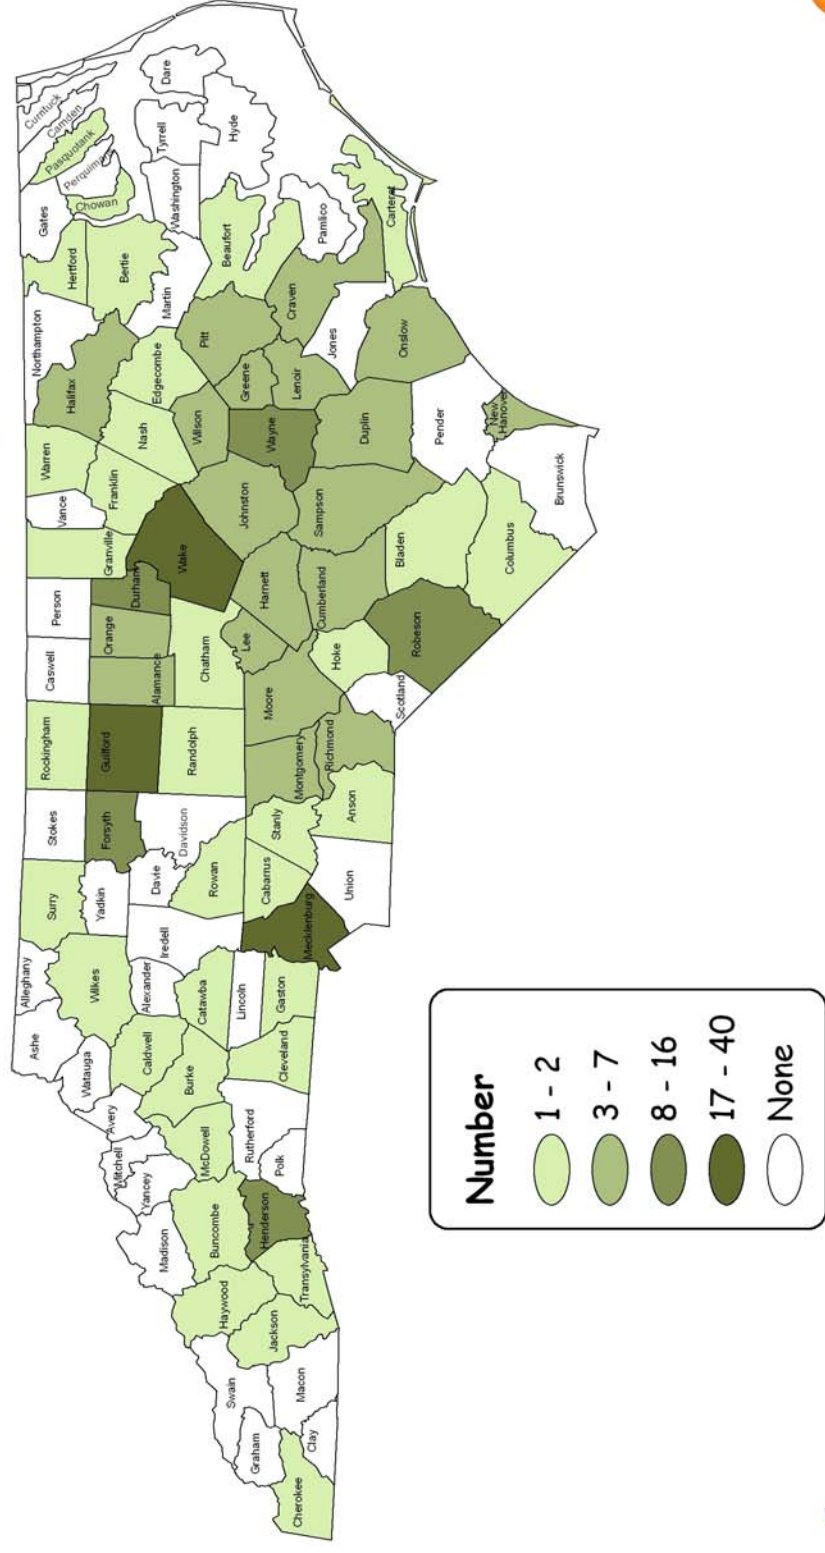 Cherokee
Graham
Clay
Swain
Macon
Haywood
Jackson
Transylvania
Madison
Buncombe
Henderson
Yancey
Mitchell
Avery
McDowell
Rutherford
Polk
Ashe
Watauga
Caldwell
Burke
Cleveland
Alleghany
Wilkes
Alexander
Catawba
Lincoln
Gaston
Surry
Yadkin
Iredell
Davie
Rowan
Cabarrus
Mecklenburg
Stokes
Forsyth
Davidson
Stanly
Union
Rockingham
Guilford
Randolph
Montgomery
Anson
Richmond
Caswell
Alamance
Orange
Chatham
Moore
Lee
Hoke
Scotland
Person
Durham
Wake
Harnett
Cumberland
Robeson
Granville
Vance
Franklin
Warren
Johnston
Sampson
Bladen
Columbus
Brunswick
Halifax
Nash
Wilson
Wayne
Duplin
Pender
New
Hanover
Northampton
Edgecombe
Pitt
Greene
Lenoir
Jones
Onslow
Hertford
Bertie
Martin
Beaufort
Craven
Pamlico
Carteret
Gates
Chowan
Perquimans
Pasquotank
Camden
Currituck
Washington
Tyrrell
Dare
Hyde
Number
1 - 2
3 - 7
8 - 16
17 - 40
None